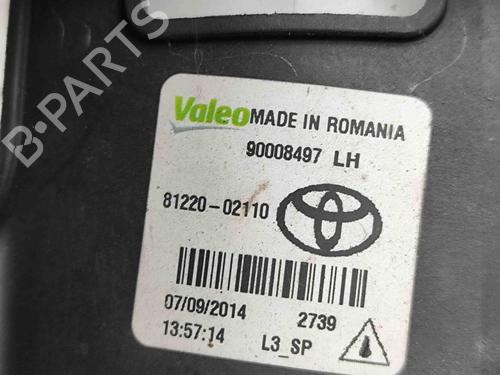 B-PARTS
Valeo MADE IN ROMANIA
90008497 LH
81220-02110
07/09/2014 2739
13:57:14 L3_SP